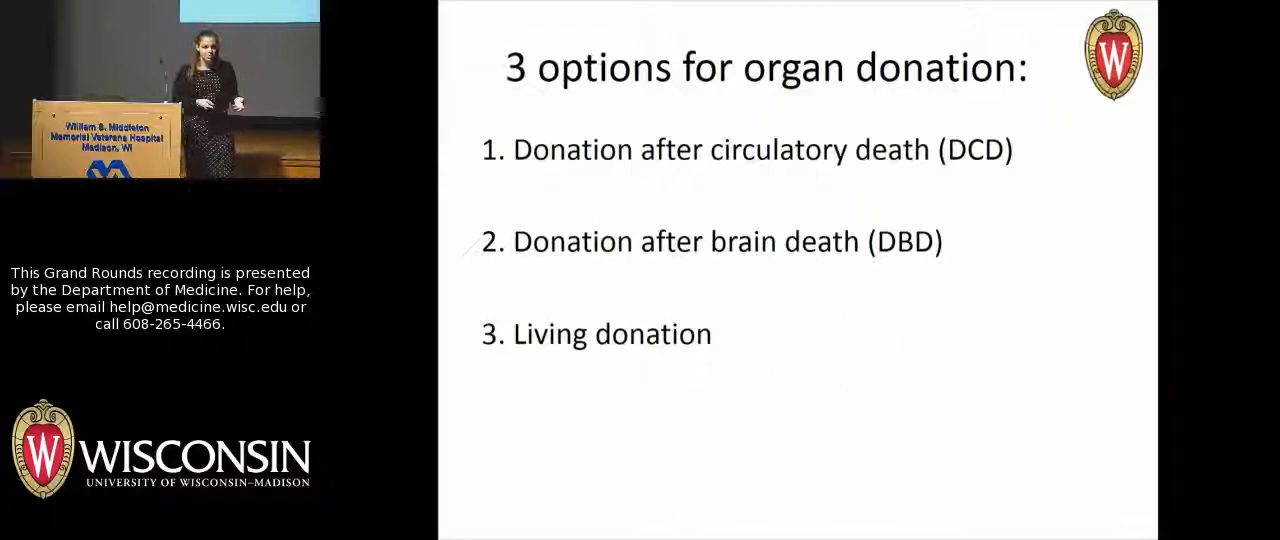 William S. Middleton
Memorial Veterans Hospital
Madison, WI
This Grand Rounds recording is presented
by the Department of Medicine. For help,
please email help@medicine.wisc.edu or
call 608-265-4466.
W WISCONSIN
UNIVERSITY OF WISCONSIN–MADISON
3 options for organ donation:
W
1. Donation after circulatory death (DCD)
2. Donation after brain death (DBD)
3. Living donation